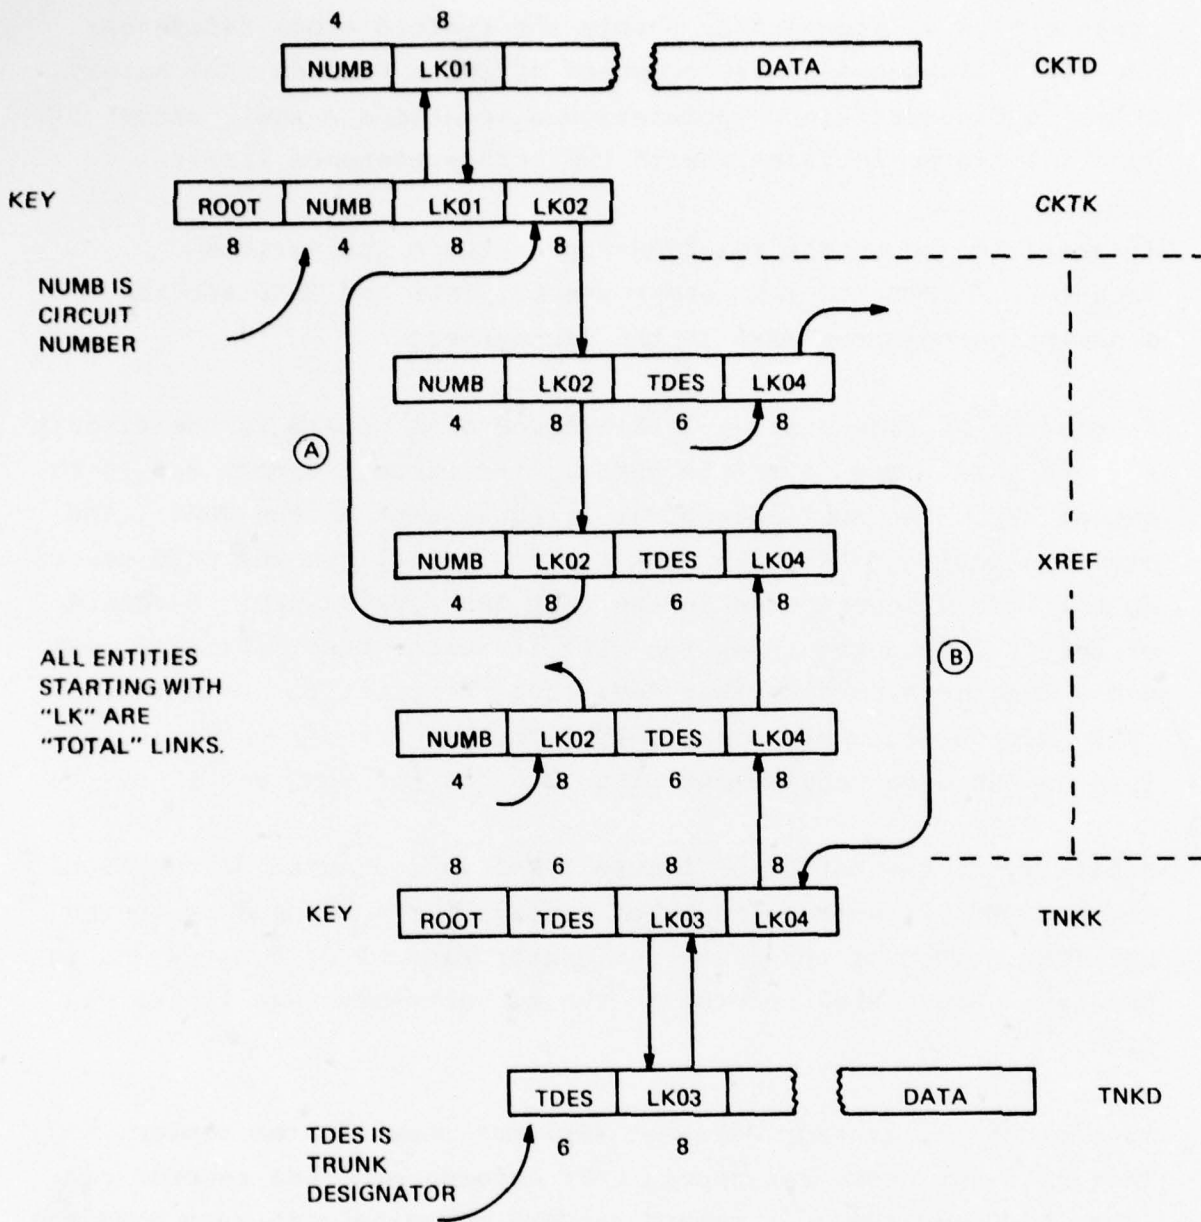 4 8
NUMB LK01 DATA CKTD
KEY ROOT NUMB LK01 LK02 CKTK
8 4 8 8
NUMB IS
CIRCUIT
NUMBER
NUMB LK02 TDES LK04
4 8 6 8
A
NUMB LK02 TDES LK04 XREF
4 8 6 8
B
ALL ENTITIES
STARTING WITH
"LK" ARE
"TOTAL" LINKS.
NUMB LK02 TDES LK04
4 8 6 8
8 6 8 8
KEY ROOT TDES LK03 LK04 TNKK
TDES LK03 DATA TNKD
6 8
TDES IS
TRUNK
DESIGNATOR